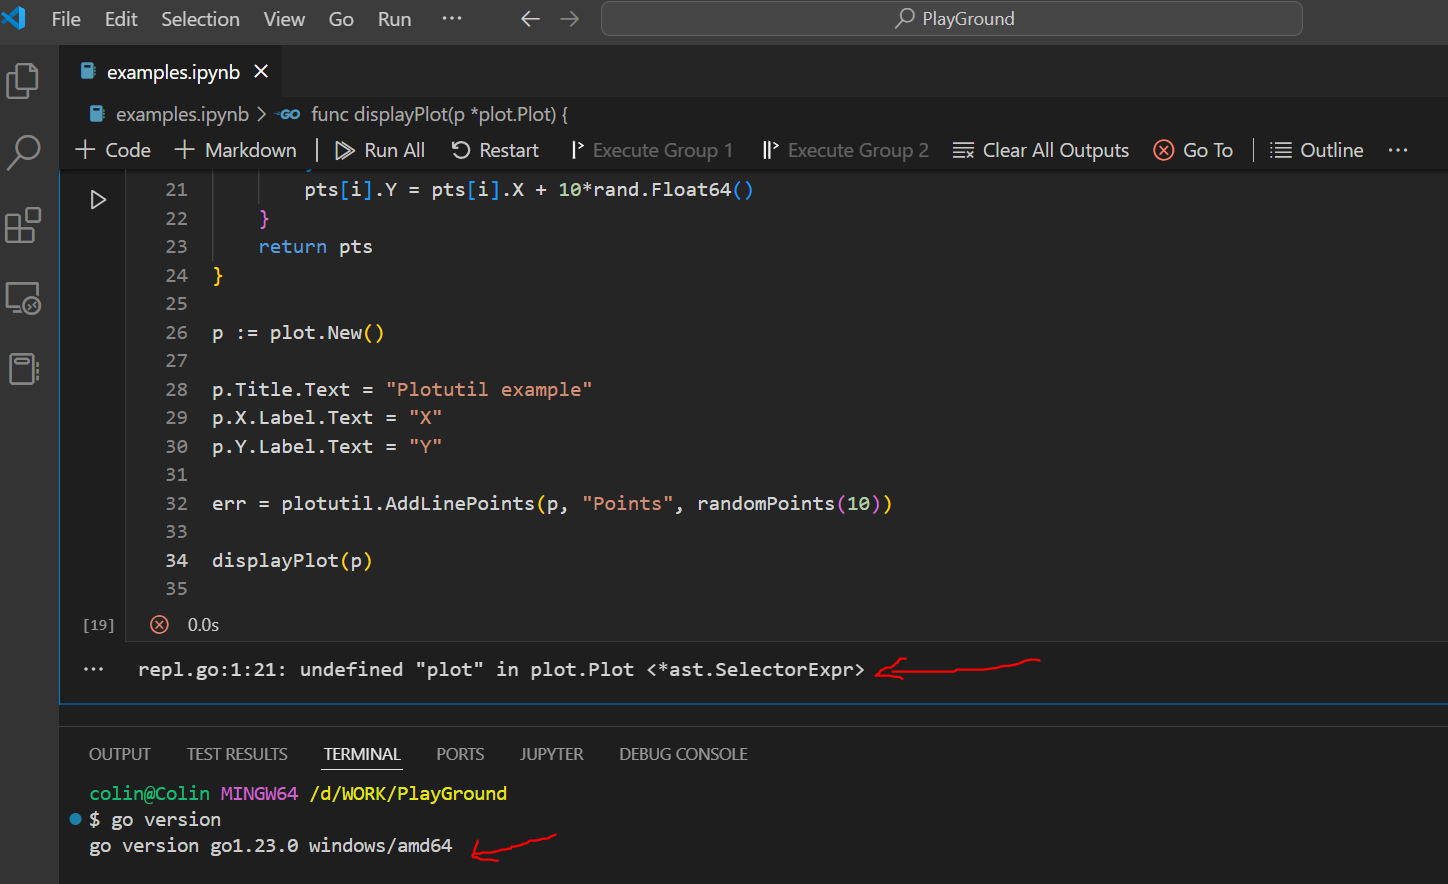 File Edit Selection View Go Run ··· ← → PlayGround
examples.ipynb ×
examples.ipynb > GO func displayPlot(p *plot.Plot) {
+ Code + Markdown | Run All Restart Execute Group 1 Execute Group 2 Clear All Outputs Go To | Outline ···
21 pts[i].Y = pts[i].X + 10*rand.Float64()
22 }
23 return pts
24 }
25
26 p := plot.New()
27
28 p.Title.Text = "Plotutil example"
29 p.X.Label.Text = "X"
30 p.Y.Label.Text = "Y"
31
32 err = plotutil.AddLinePoints(p, "Points", randomPoints(10))
33
34 displayPlot(p)
35
[19] 0.0s
··· repl.go:1:21: undefined "plot" in plot.Plot <*ast.SelectorExpr>
OUTPUT TEST RESULTS TERMINAL PORTS JUPYTER DEBUG CONSOLE
colin@Colin MINGW64 /d/WORK/PlayGround
$ go version
go version go1.23.0 windows/amd64